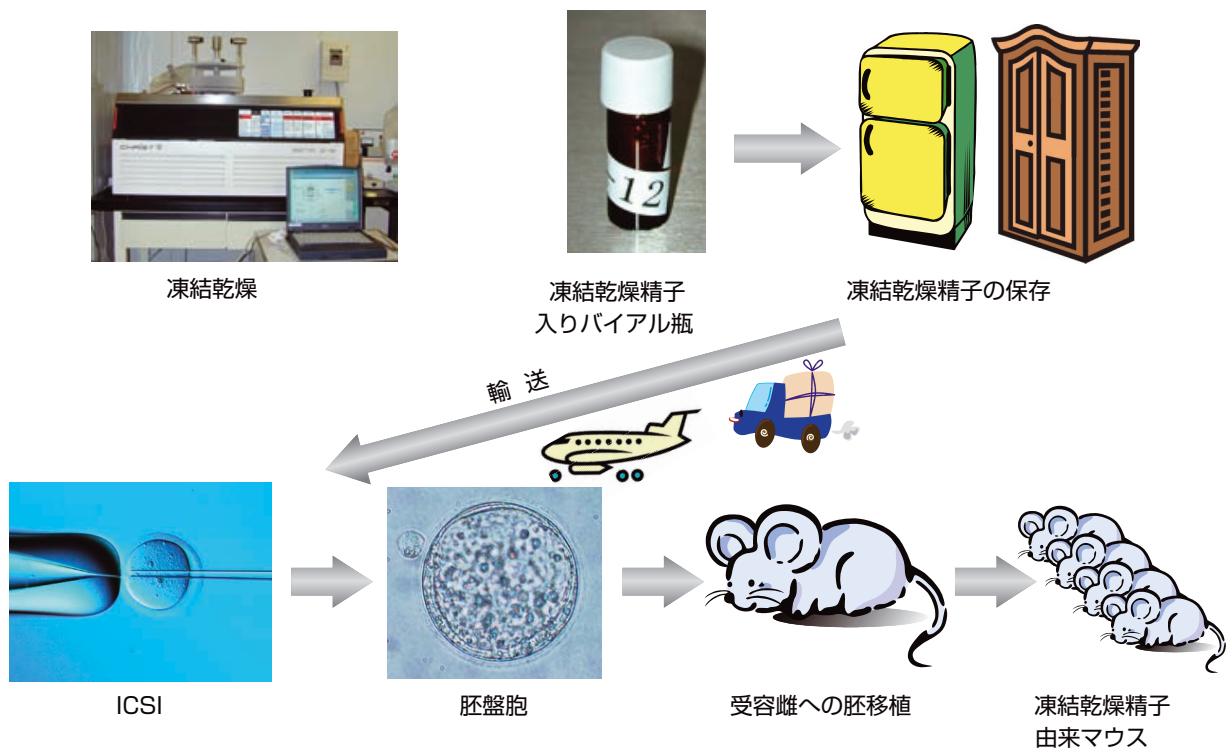 -12
凍結乾燥
凍結乾燥精子
入りバイアル瓶
凍結乾燥精子の保存
輸 送
ICSI
胚盤胞
受容雌への胚移植
凍結乾燥精子
由来マウス